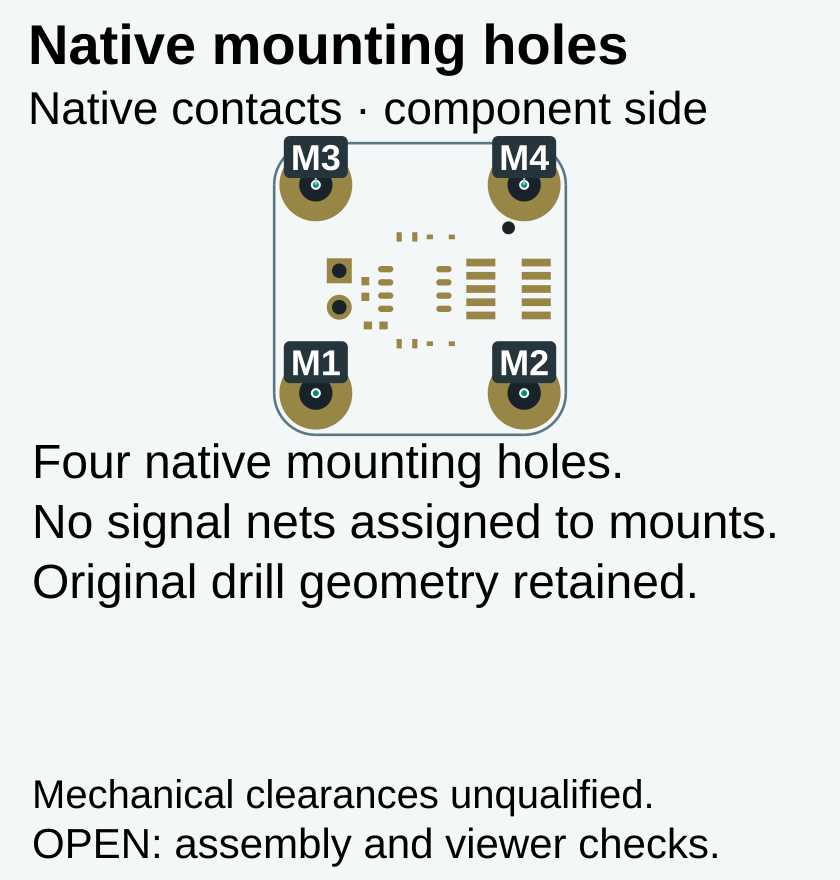 Native mounting holes
Native contacts · component side
M3 M4
M1 M2
Four native mounting holes.
No signal nets assigned to mounts.
Original drill geometry retained.
Mechanical clearances unqualified.
OPEN: assembly and viewer checks.